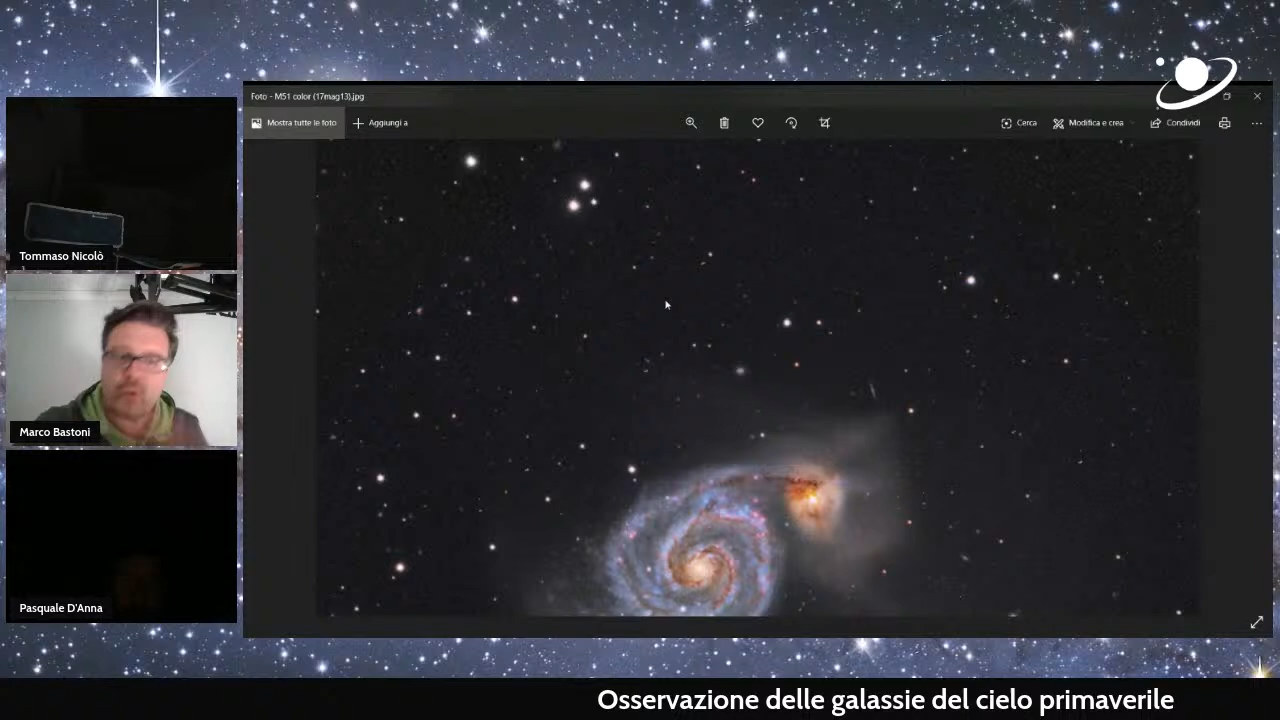 Foto - M51 color (17mag13).jpg
Mostra tutte le foto
Aggiungi a
Cerca
Modifica e crea
Condividi
Tommaso Nicolò
Marco Bastoni
Pasquale D'Anna
Osservazione delle galassie del cielo primaverile